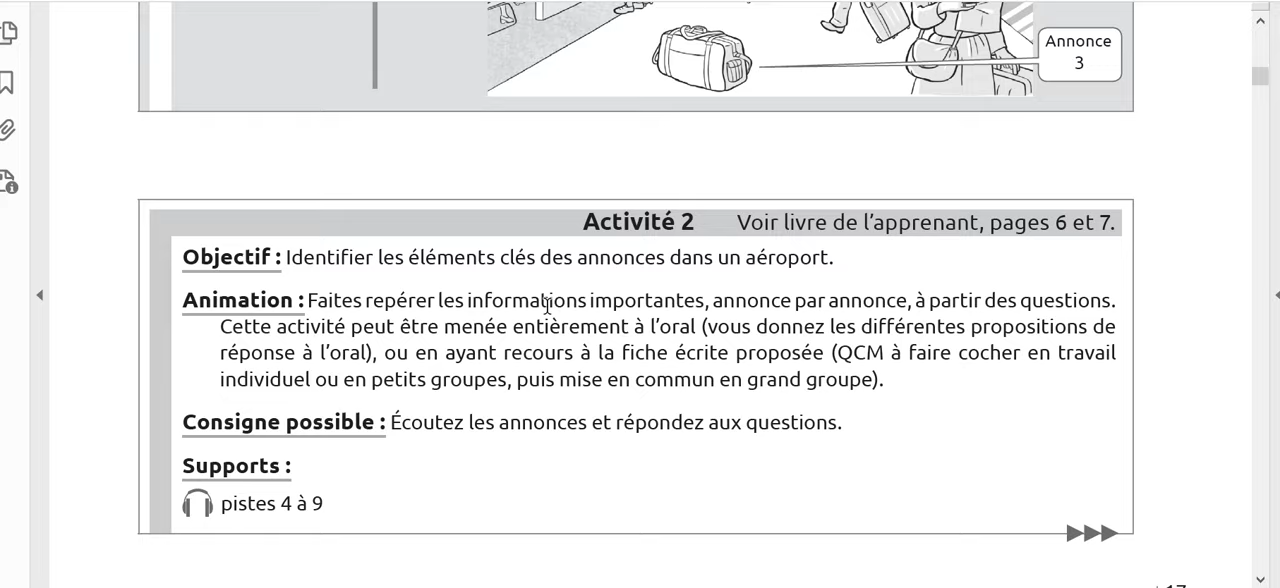 Annonce
3
Activité 2 Voir livre de l’apprenant, pages 6 et 7.
Objectif : Identifier les éléments clés des annonces dans un aéroport.
Animation : Faites repérer les informations importantes, annonce par annonce, à partir des questions.
Cette activité peut être menée entièrement à l’oral (vous donnez les différentes propositions de
réponse à l’oral), ou en ayant recours à la fiche écrite proposée (QCM à faire cocher en travail
individuel ou en petits groupes, puis mise en commun en grand groupe).
Consigne possible : Écoutez les annonces et répondez aux questions.
Supports :
pistes 4 à 9